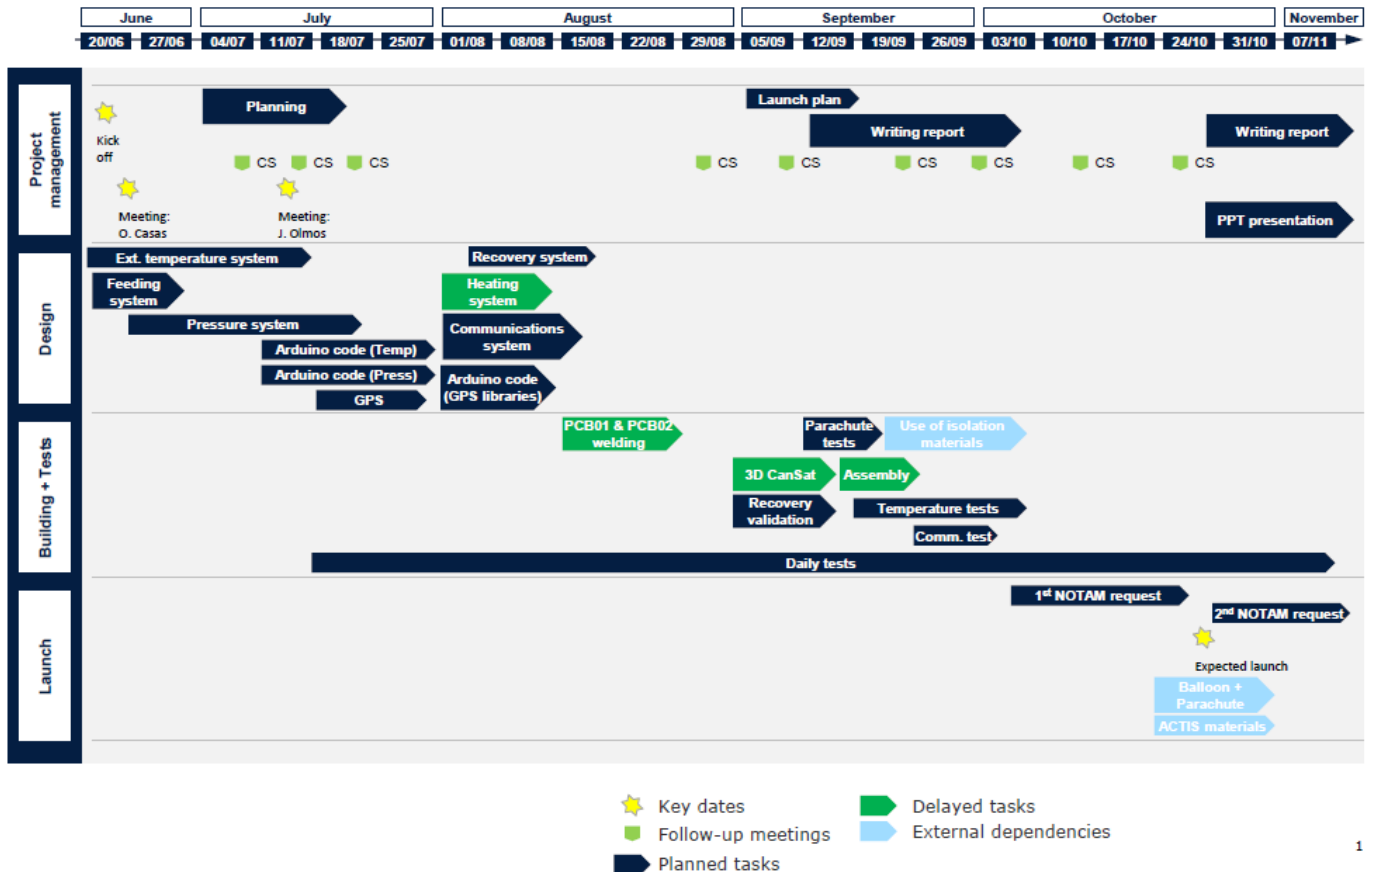 June July August September October November
20/06 27/06 04/07 11/07 18/07 25/07 01/08 08/08 15/08 22/08 29/08 05/09 12/09 19/09 26/09 03/10 10/10 17/10 24/10 31/10 07/11
Project
management
Kick
off
Planning
Launch plan
Writing report
Writing report
CS CS CS CS CS CS CS CS CS
Meeting:
O. Casas
Meeting:
J. Olmos
PPT presentation
Design
Ext. temperature system
Recovery system
Feeding
system
Heating
system
Pressure system
Communications
system
Arduino code (Temp)
Arduino code (Press)
Arduino code
(GPS libraries)
GPS
Building + Tests
PCB01 & PCB02
welding
Parachute
tests
Use of isolation
materials
3D CanSat
Assembly
Recovery
validation
Temperature tests
Comm. test
Daily tests
Launch
1st NOTAM request
2nd NOTAM request
Expected launch
Balloon +
Parachute
ACTIS materials
Key dates
Delayed tasks
Follow-up meetings
External dependencies
Planned tasks
1